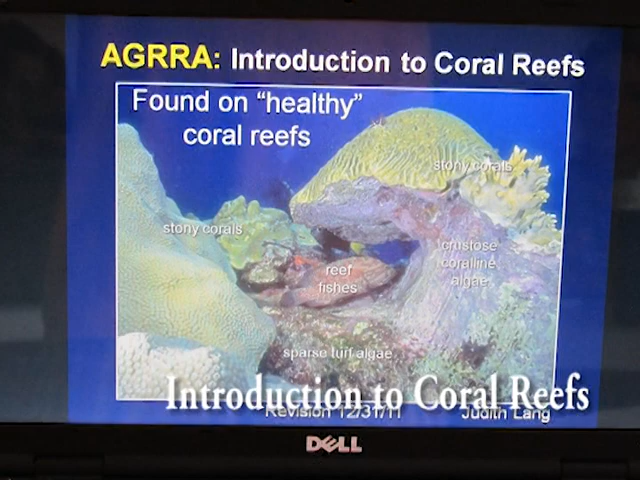 AGRRA: Introduction to Coral Reefs
Found on “healthy”
coral reefs
stony corals
stony corals
crustose
coralline
algae
reef
fishes
sparse turf algae
Introduction to Coral Reefs
Revision 12/31/11 Judith Lang
DELL